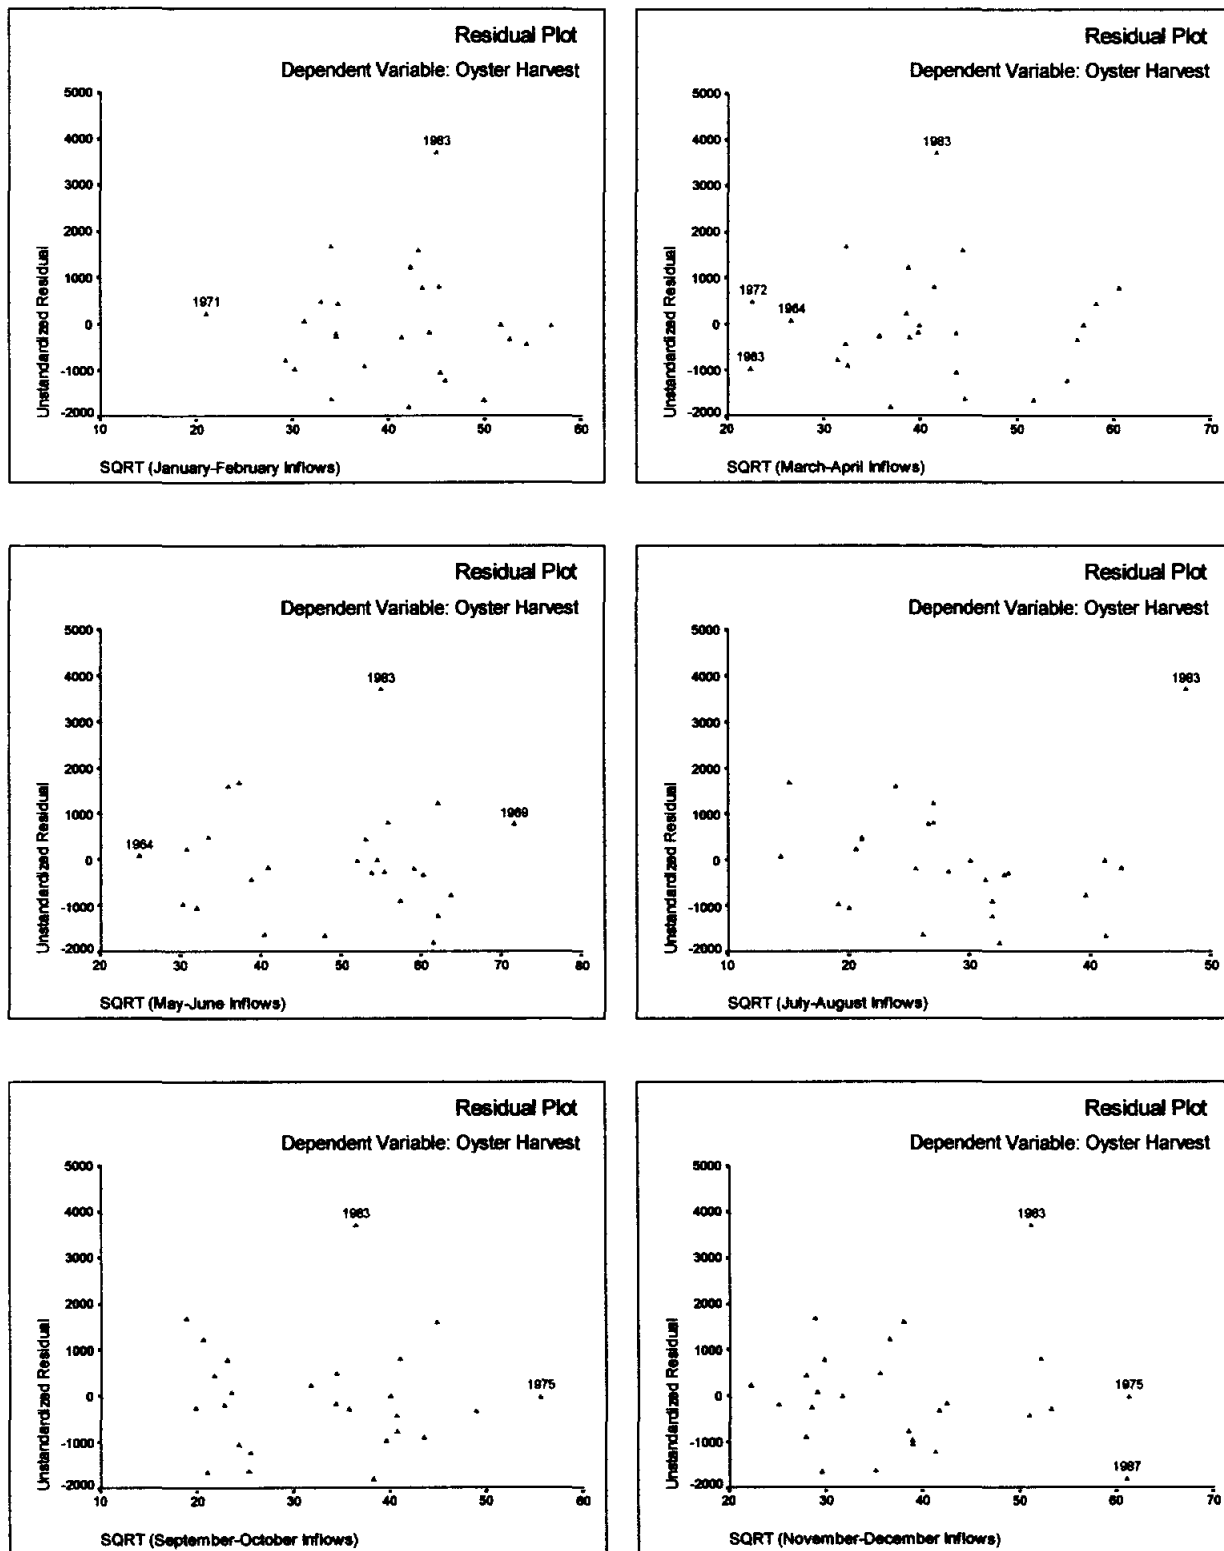 Residual Plot
Dependent Variable: Oyster Harvest
5000
4000
3000
2000
1000
0
-1000
-2000
Unstandardized Residual
1983
1971
10 20 30 40 50 60
SQRT (January-February Inflows)
Residual Plot
Dependent Variable: Oyster Harvest
5000
4000
3000
2000
1000
0
-1000
-2000
Unstandardized Residual
1983
1972
1964
1963
20 30 40 50 60 70
SQRT (March-April Inflows)
Residual Plot
Dependent Variable: Oyster Harvest
5000
4000
3000
2000
1000
0
-1000
-2000
Unstandardized Residual
1983
1969
1964
20 30 40 50 60 70 80
SQRT (May-June Inflows)
Residual Plot
Dependent Variable: Oyster Harvest
5000
4000
3000
2000
1000
0
-1000
-2000
Unstandardized Residual
1983
10 20 30 40 50
SQRT (July-August Inflows)
Residual Plot
Dependent Variable: Oyster Harvest
5000
4000
3000
2000
1000
0
-1000
-2000
Unstandardized Residual
1983
1975
10 20 30 40 50 60
SQRT (September-October Inflows)
Residual Plot
Dependent Variable: Oyster Harvest
5000
4000
3000
2000
1000
0
-1000
-2000
Unstandardized Residual
1983
1975
1987
20 30 40 50 60 70
SQRT (November-December Inflows)